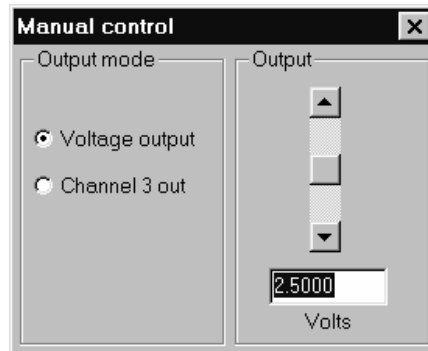 Manual control
Output mode
Voltage output
Channel 3 out
Output
2.5000
Volts